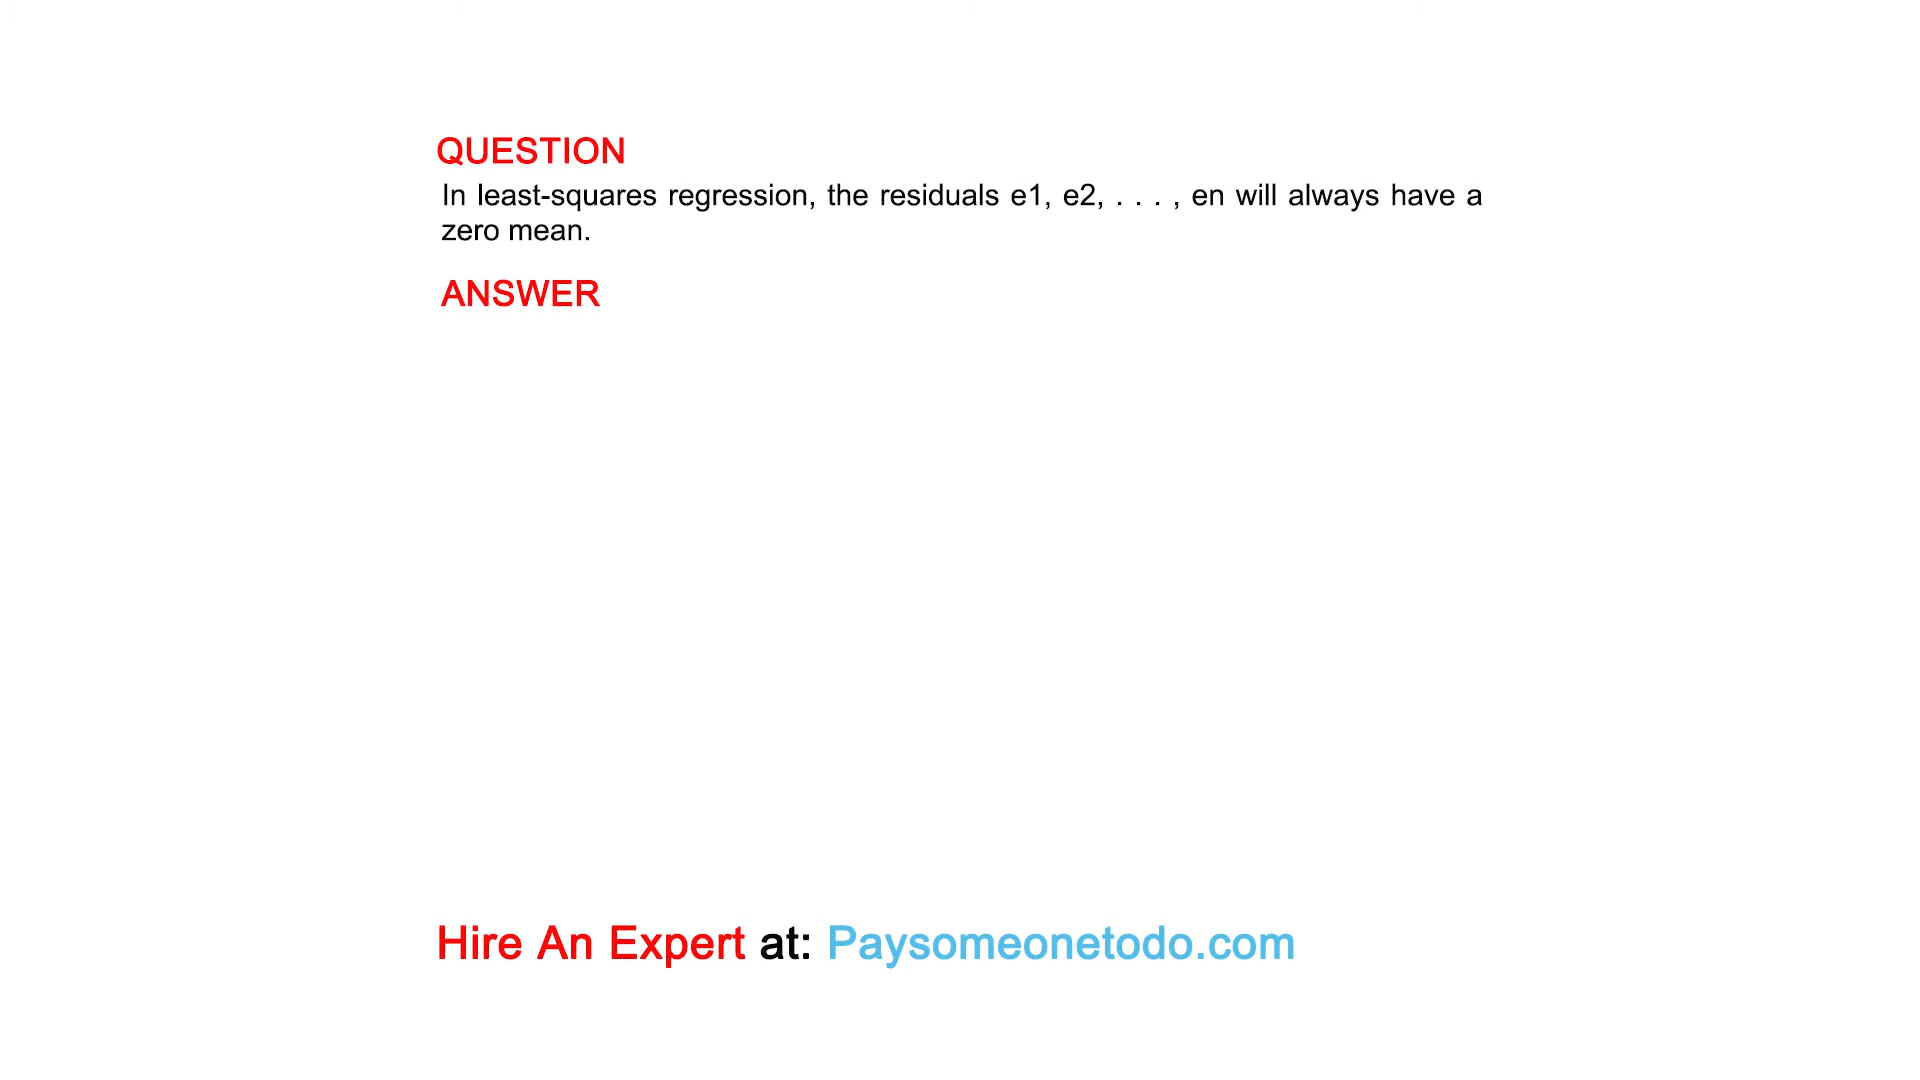 QUESTION
In least-squares regression, the residuals e1, e2, . . . , en will always have a
zero mean.
ANSWER
Hire An Expert at: Paysomeonetodo.com